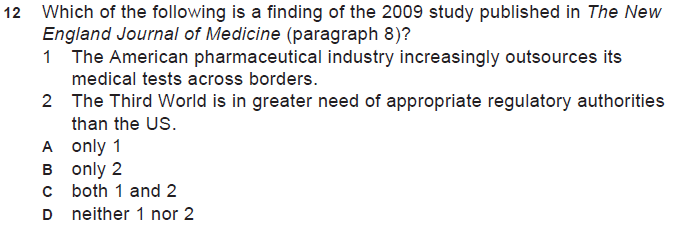 12 Which of the following is a finding of the 2009 study published in The New
England Journal of Medicine (paragraph 8)?
1 The American pharmaceutical industry increasingly outsources its
medical tests across borders.
2 The Third World is in greater need of appropriate regulatory authorities
than the US.
A only 1
B only 2
C both 1 and 2
D neither 1 nor 2